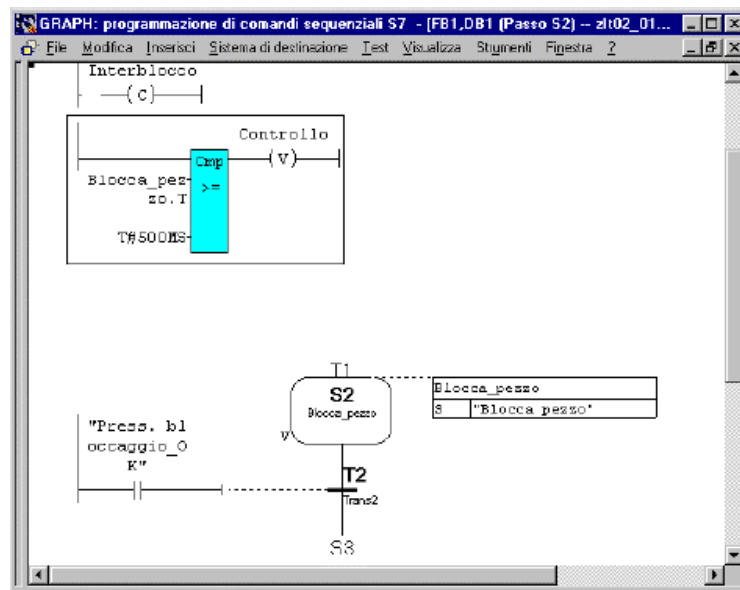 GRAPH: programmazione di comandi sequenziali S7 - [FB1,DB1 (Passo S2) -- zlt02_01...
File Modifica Inserisci Sistema di destinazione Test Visualizza Strumenti Finestra ?
Interblocco
(C)
Controllo
Cmp (V)
Blocca_pez
>=
zo.T
T#500MS
T1
S2
Blocca_pezzo
V
Blocca_pezzo
S "Blocca pezzo"
"Press. bl
occaggio_O
K"
T2
Trans2
S3